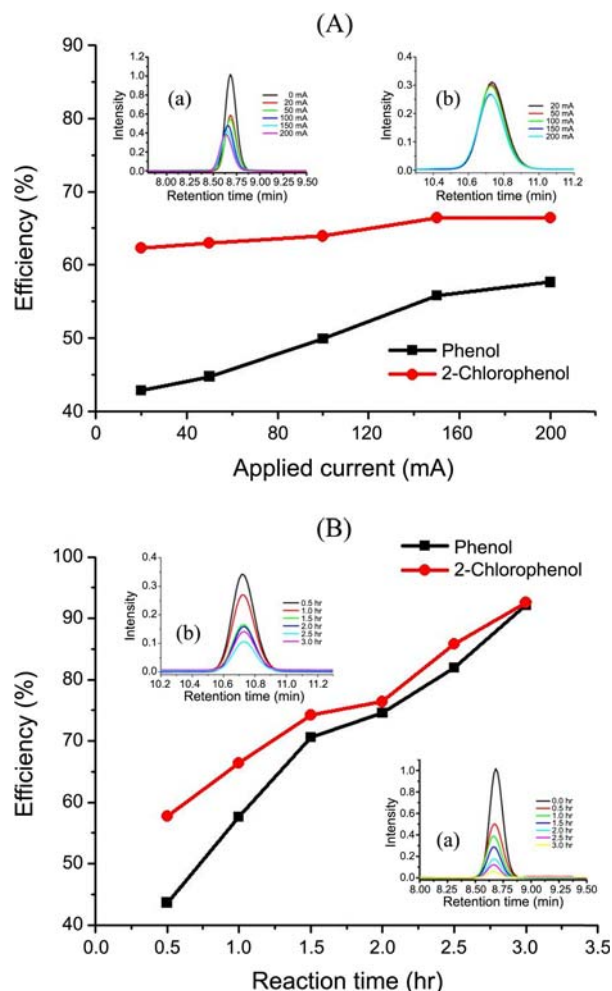 (A)
90
80
70
60
50
40
Efficiency (%)
0
40
80
120
160
200
Applied current (mA)
Phenol
2-Chlorophenol
(a)
1.2
1.0
0.8
0.6
0.4
0.2
0.0
Intensity
0 mA
20 mA
50 mA
100 mA
150 mA
200 mA
8.00 8.25 8.50 8.75 9.00 9.25 9.50
Retention time (min)
(b)
0.4
0.3
0.2
0.1
0.0
Intensity
20 mA
50 mA
100 mA
150 mA
200 mA
10.4 10.6 10.8 11.0 11.2
Retention time (min)
(B)
100
90
80
70
60
50
40
Efficiency (%)
0.0 0.5 1.0 1.5 2.0 2.5 3.0 3.5
Reaction time (hr)
Phenol
2-Chlorophenol
(b)
0.4
0.3
0.2
0.1
0.0
Intensity
0.5 hr
1.0 hr
1.5 hr
2.0 hr
2.5 hr
3.0 hr
10.2 10.4 10.6 10.8 11.0 11.2
Retention time (min)
(a)
1.0
0.8
0.6
0.4
0.2
0.0
Intensity
0.0 hr
0.5 hr
1.0 hr
1.5 hr
2.0 hr
2.5 hr
3.0 hr
8.00 8.25 8.50 8.75 9.00 9.25 9.50
Retention time (min)